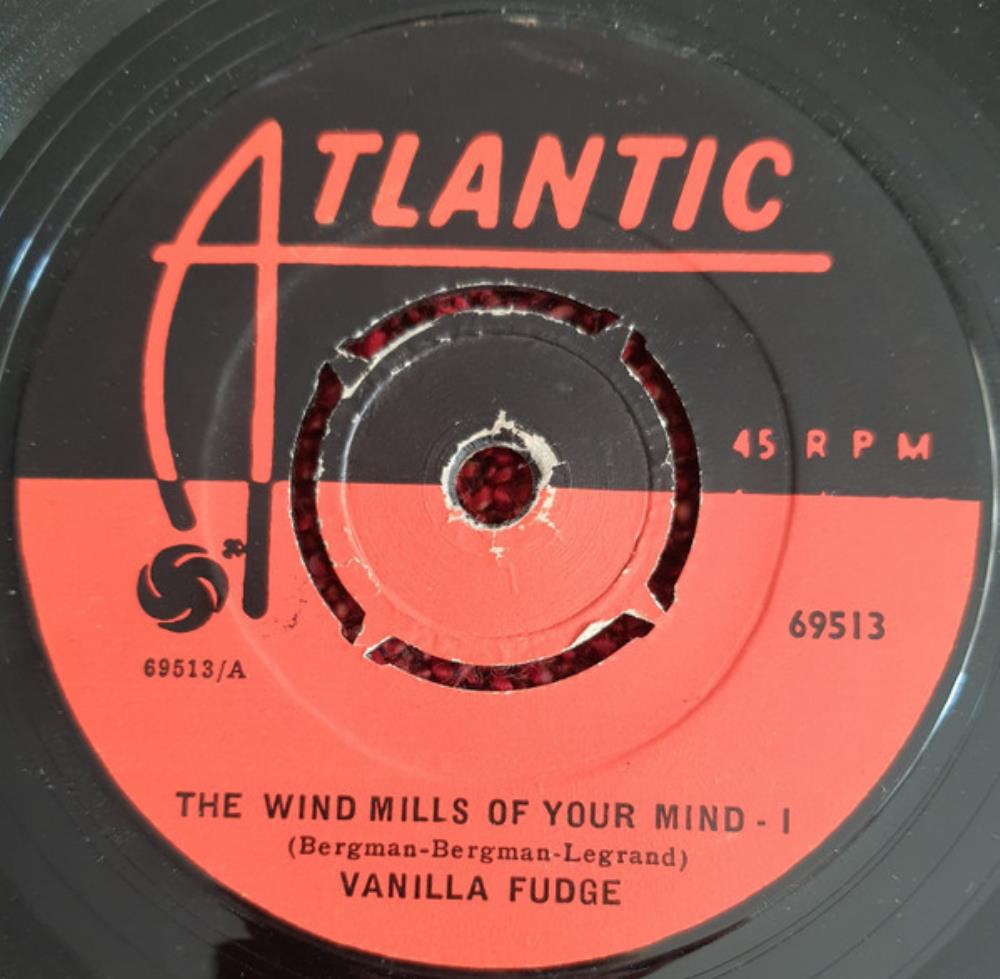 ATLANTIC
45 RPM
69513
69513/A
THE WIND MILLS OF YOUR MIND - I
(Bergman-Bergman-Legrand)
VANILLA FUDGE